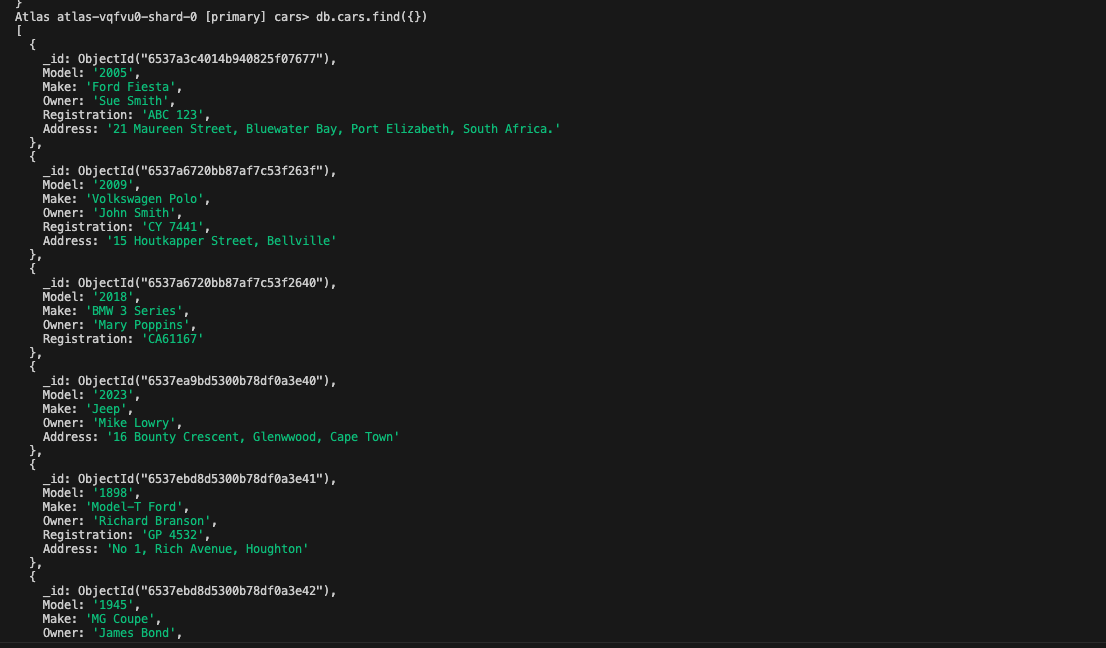 }
Atlas atlas-vqfvu0-shard-0 [primary] cars> db.cars.find({})
[
  {
    _id: ObjectId("6537a3c4014b940825f07677"),
    Model: '2005',
    Make: 'Ford Fiesta',
    Owner: 'Sue Smith',
    Registration: 'ABC 123',
    Address: '21 Maureen Street, Bluewater Bay, Port Elizabeth, South Africa.'
  },
  {
    _id: ObjectId("6537a6720bb87af7c53f263f"),
    Model: '2009',
    Make: 'Volkswagen Polo',
    Owner: 'John Smith',
    Registration: 'CY 7441',
    Address: '15 Houtkapper Street, Bellville'
  },
  {
    _id: ObjectId("6537a6720bb87af7c53f2640"),
    Model: '2018',
    Make: 'BMW 3 Series',
    Owner: 'Mary Poppins',
    Registration: 'CA61167'
  },
  {
    _id: ObjectId("6537ea9bd5300b78df0a3e40"),
    Model: '2023',
    Make: 'Jeep',
    Owner: 'Mike Lowry',
    Address: '16 Bounty Crescent, Glenwwood, Cape Town'
  },
  {
    _id: ObjectId("6537ebd8d5300b78df0a3e41"),
    Model: '1898',
    Make: 'Model-T Ford',
    Owner: 'Richard Branson',
    Registration: 'GP 4532',
    Address: 'No 1, Rich Avenue, Houghton'
  },
  {
    _id: ObjectId("6537ebd8d5300b78df0a3e42"),
    Model: '1945',
    Make: 'MG Coupe',
    Owner: 'James Bond',